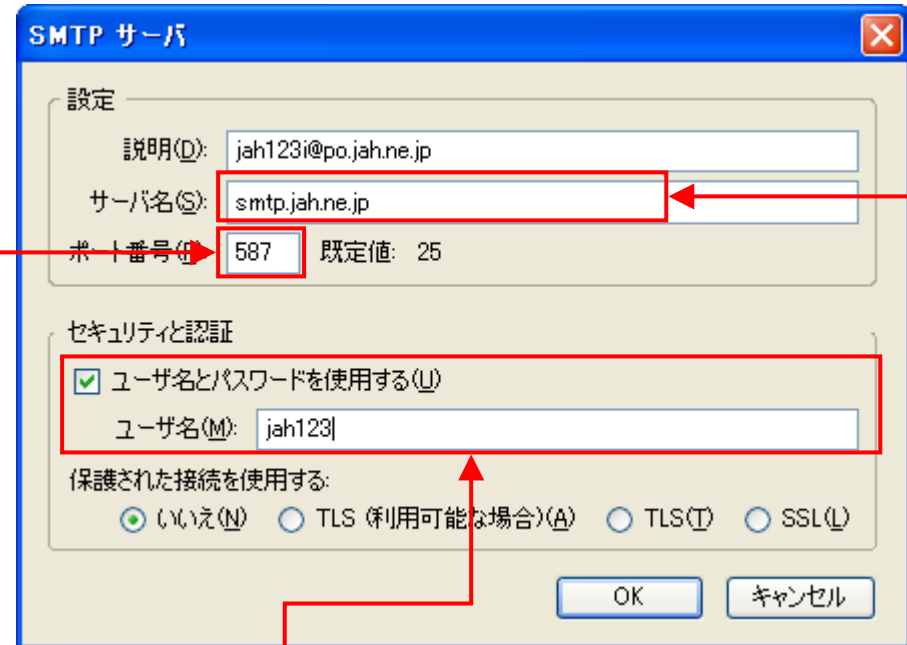 SMTP サーバ
設定
説明(D): jah123i@po.jah.ne.jp
サーバ名(S): smtp.jah.ne.jp
ポート番号(P): 587 既定値: 25
セキュリティと認証
ユーザ名とパスワードを使用する(U)
ユーザ名(M): jah123
保護された接続を使用する:
いいえ(N) TLS (利用可能な場合)(A) TLS(T) SSL(L)
OK キャンセル